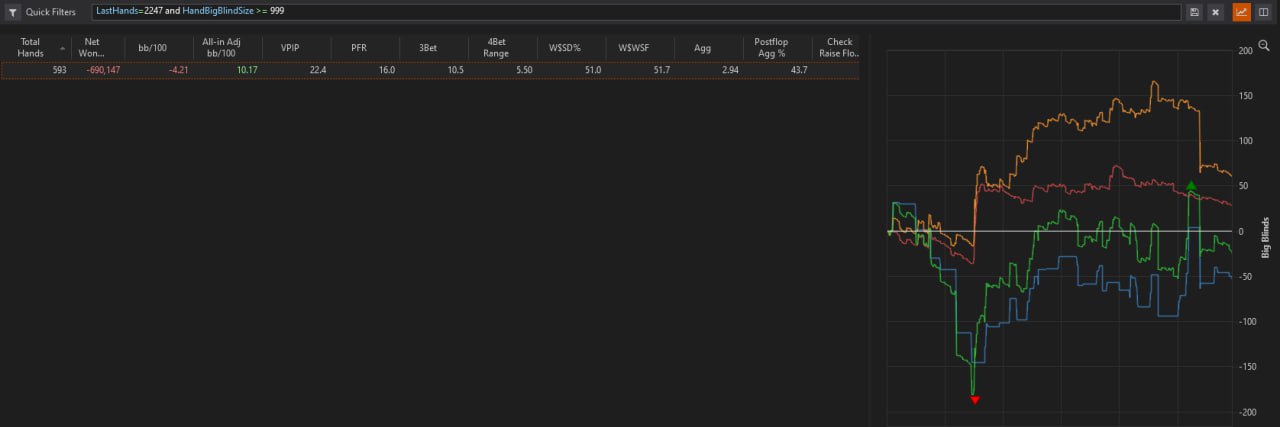 Quick Filters
LastHands=2247 and HandBigBlindSize >= 999
Total Hands
Net Won...
bb/100
All-in Adj bb/100
VPIP
PFR
3Bet
4Bet Range
W$SD%
W$WSF
Agg
Postflop Agg %
Check Raise Flo...
593
-690,147
-4.21
10.17
22.4
16.0
10.5
5.50
51.0
51.7
2.94
43.7
200
150
100
50
0
-50
-100
-150
-200
Big Blinds